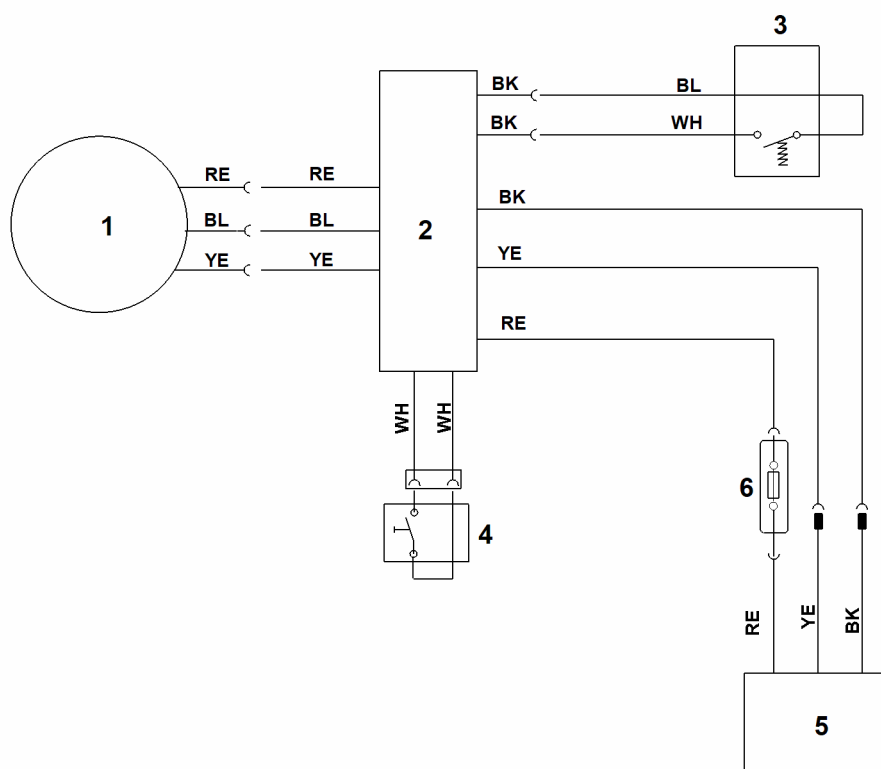 3
BK BL
BK WH
RE RE
BK
1 BL BL 2
YE YE YE
RE
WH WH
6
4
RE YE BK
5